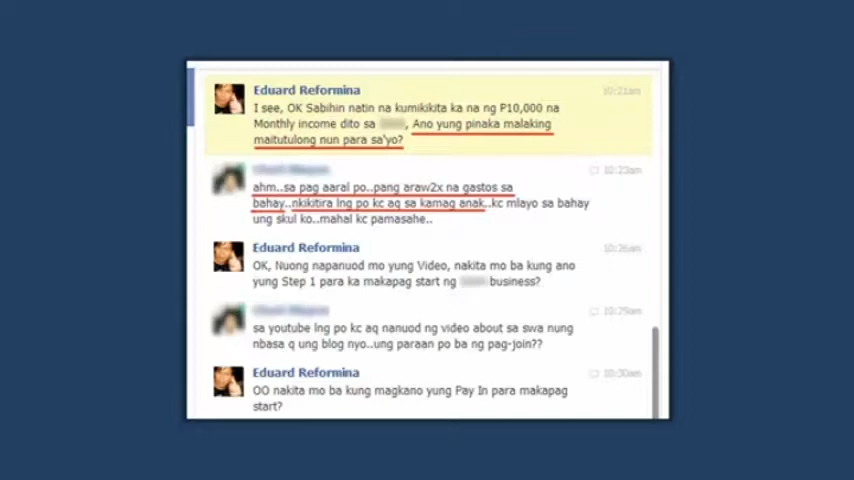 Eduard Reformina
10:21am
I see, OK Sabihin natin na kumikikita ka na ng P10,000 na
Monthly income dito sa , Ano yung pinaka malaking
maitutulong nun para sa'yo?
10:23am
ahm..sa pag aaral po..pang araw2x na gastos sa
bahay..nkikitira lng po kc aq sa kamag anak..kc mlayo sa bahay
ung skul ko..mahal kc pamasahe..
Eduard Reformina
10:26am
OK, Nuong napanuod mo yung Video, nakita mo ba kung ano
yung Step 1 para ka makapag start ng business?
sa youtube lng po kc aq nanuod ng video about sa swa nung
nbasa q ung blog nyo..ung paraan po ba ng pag-join??
Eduard Reformina
10:30am
OO nakita mo ba kung magkano yung Pay In para makapag
start?